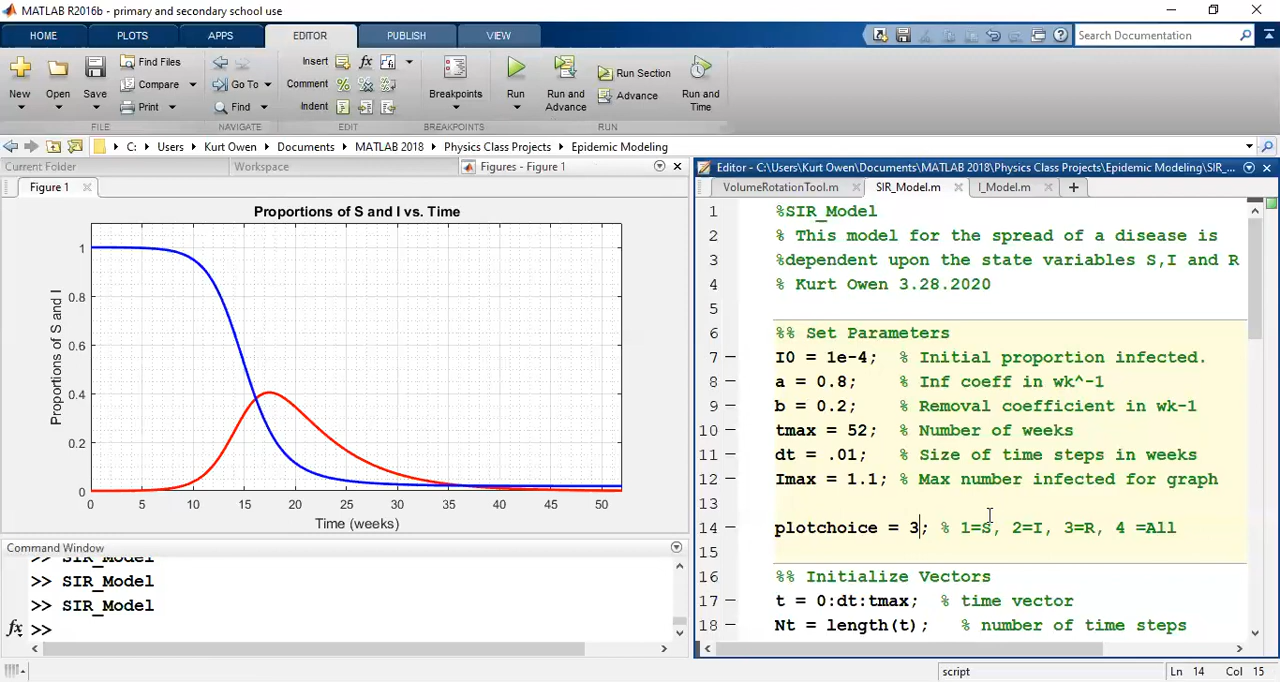 MATLAB R2016b - primary and secondary school use
HOME PLOTS APPS EDITOR PUBLISH VIEW
Search Documentation
New Open Save Find Files Compare Print
Go To Find
Insert fx Comment Indent
Breakpoints
Run Run and Advance Run Section Advance Run and Time
FILE NAVIGATE EDIT BREAKPOINTS RUN
C: Users Kurt Owen Documents MATLAB 2018 Physics Class Projects Epidemic Modeling
Current Folder Workspace Figures - Figure 1
Figure 1
Proportions of S and I vs. Time
Proportions of S and I
1
0.8
0.6
0.4
0.2
0
0 5 10 15 20 25 30 35 40 45 50
Time (weeks)
Command Window
>> SIR_Model
>> SIR_Model
>> SIR_Model
fx >>
Editor - C:\Users\Kurt Owen\Documents\MATLAB 2018\Physics Class Projects\Epidemic Modeling\SIR_...
VolumeRotationTool.m SIR_Model.m I_Model.m
1 %SIR_Model
2 % This model for the spread of a disease is
3 %dependent upon the state variables S,I and R
4 % Kurt Owen 3.28.2020
5
6 %% Set Parameters
7 I0 = 1e-4; % Initial proportion infected.
8 a = 0.8; % Inf coeff in wk^-1
9 b = 0.2; % Removal coefficient in wk-1
10 tmax = 52; % Number of weeks
11 dt = .01; % Size of time steps in weeks
12 Imax = 1.1; % Max number infected for graph
13
14 plotchoice = 3; % 1=S, 2=I, 3=R, 4 =All
15
16 %% Initialize Vectors
17 t = 0:dt:tmax; % time vector
18 Nt = length(t); % number of time steps
script Ln 14 Col 15